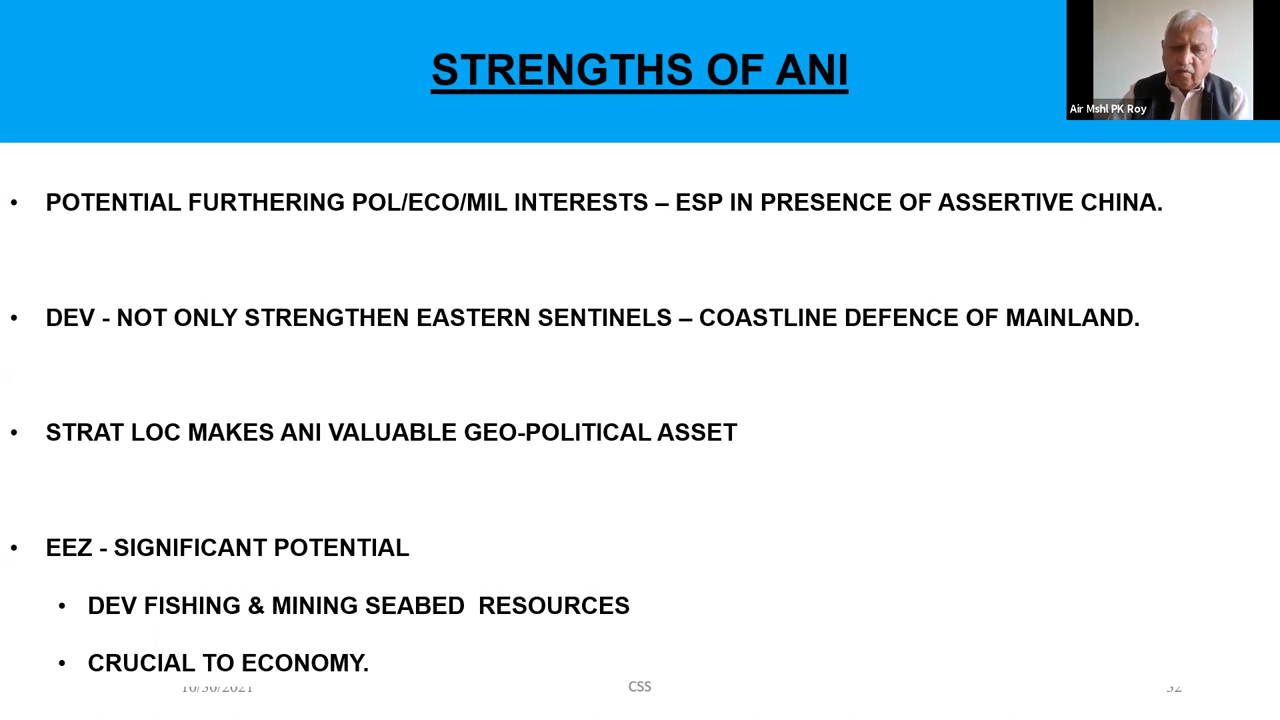 STRENGTHS OF ANI
Air Mshl PK Roy
• POTENTIAL FURTHERING POL/ECO/MIL INTERESTS – ESP IN PRESENCE OF ASSERTIVE CHINA.
• DEV - NOT ONLY STRENGTHEN EASTERN SENTINELS – COASTLINE DEFENCE OF MAINLAND.
• STRAT LOC MAKES ANI VALUABLE GEO-POLITICAL ASSET
• EEZ - SIGNIFICANT POTENTIAL
• DEV FISHING & MINING SEABED RESOURCES
• CRUCIAL TO ECONOMY.
CSS